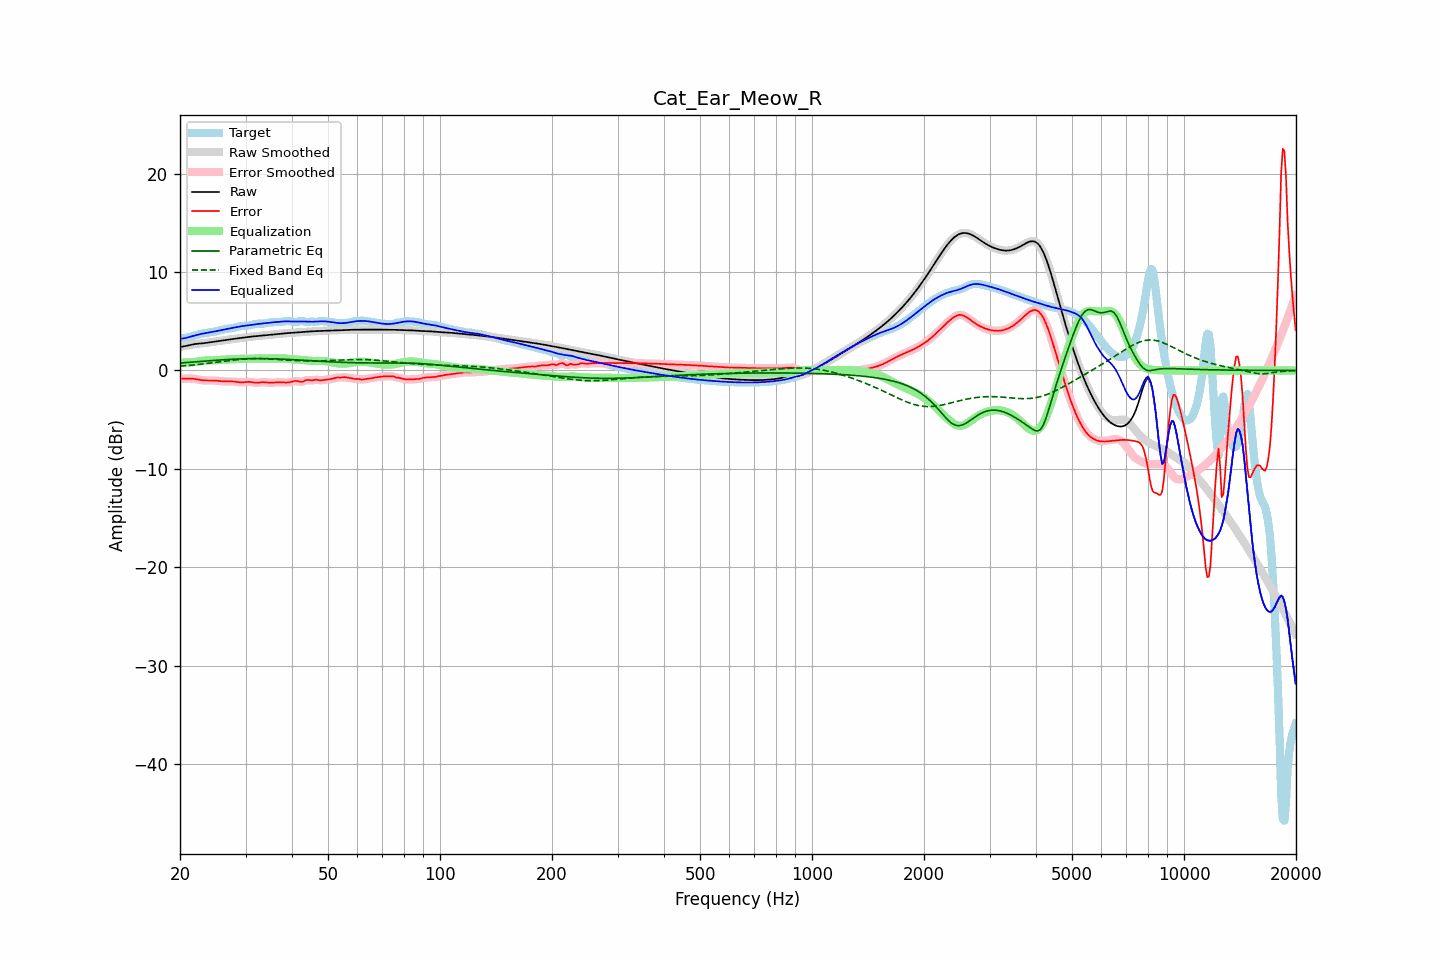 Cat_Ear_Meow_R
Target
Raw Smoothed
Error Smoothed
Raw
Error
Equalization
Parametric Eq
Fixed Band Eq
Equalized
Amplitude (dBr)
20
10
0
−10
−20
−30
−40
20
50
100
200
500
1000
2000
5000
10000
20000
Frequency (Hz)